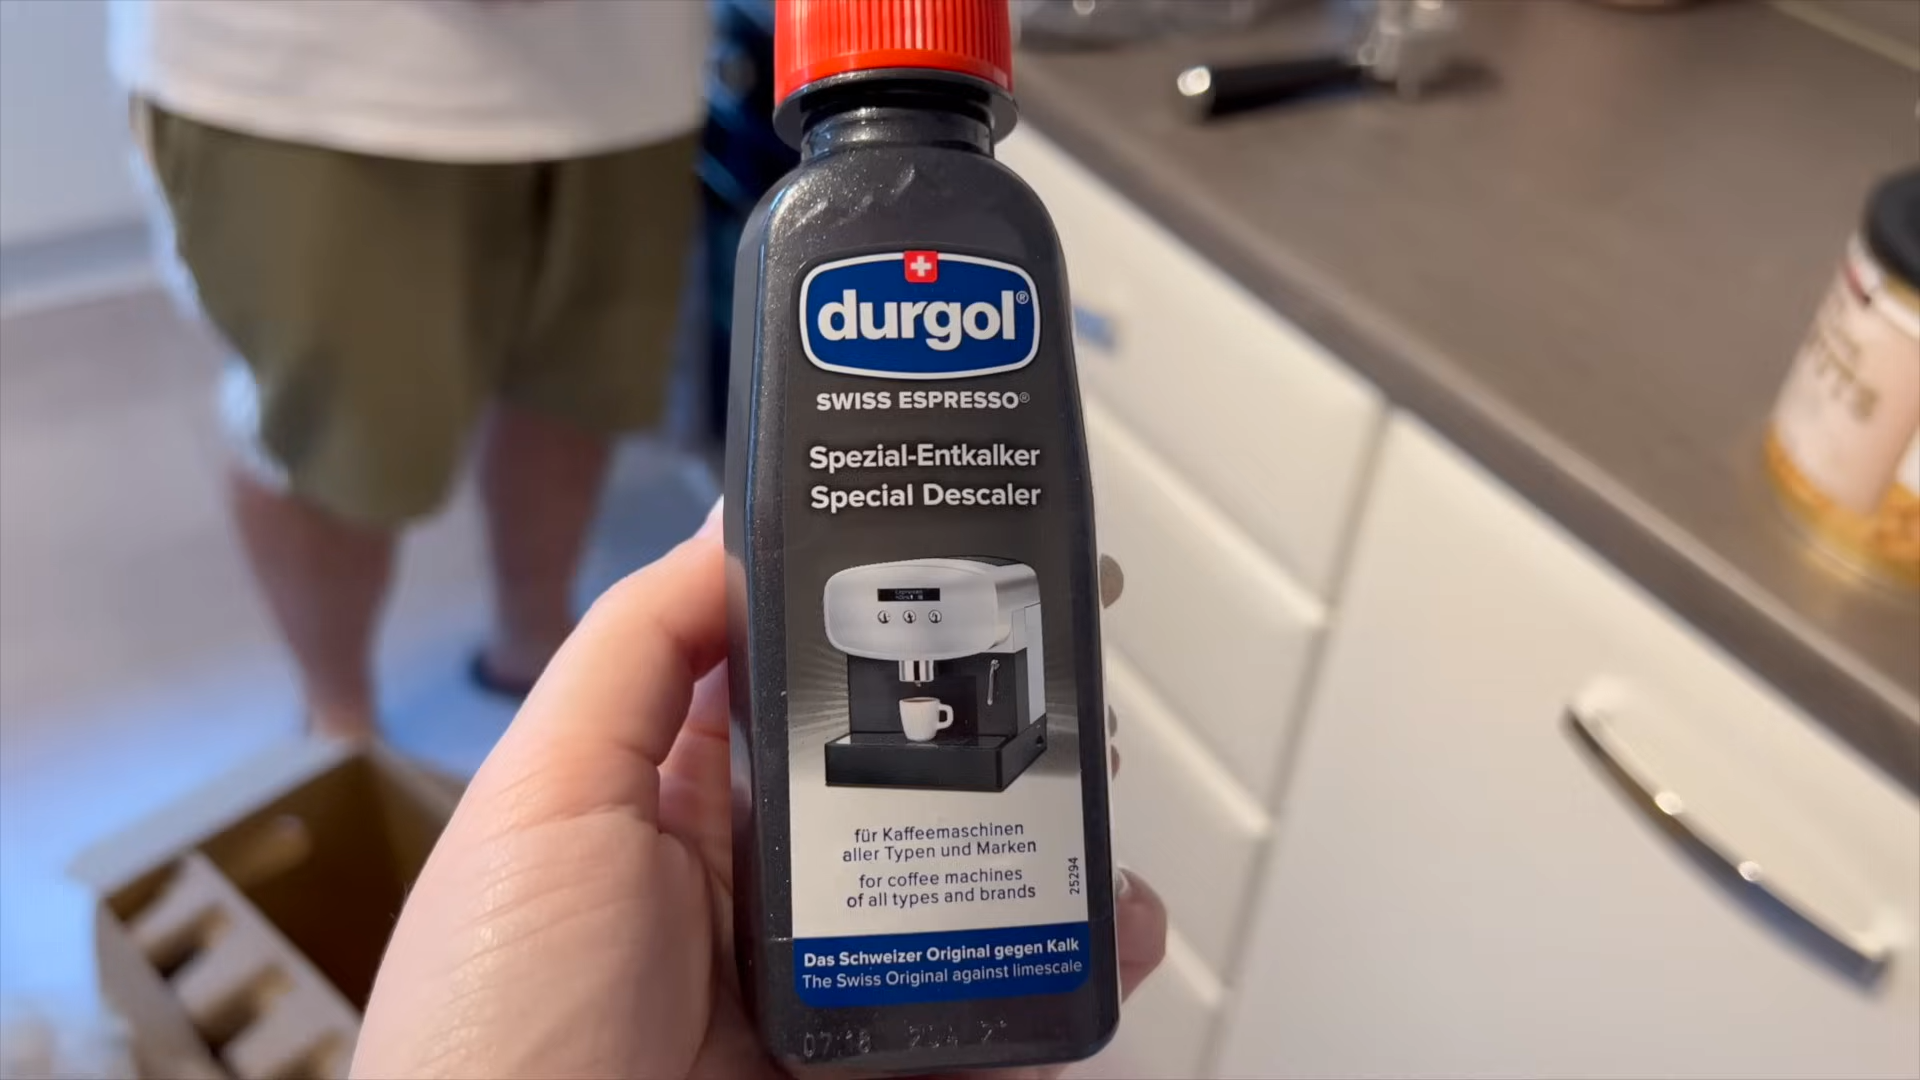 durgol®
SWISS ESPRESSO®
Spezial-Entkalker
Special Descaler
für Kaffeemaschinen
aller Typen und Marken
for coffee machines
of all types and brands
25294
Das Schweizer Original gegen Kalk
The Swiss Original against limescale